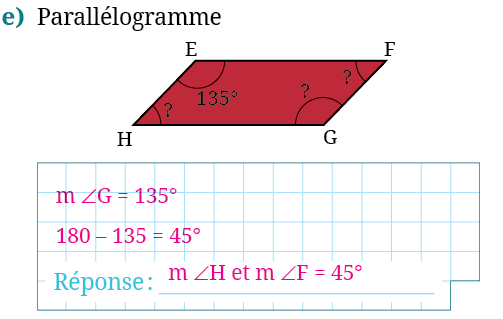 e) Parallélogramme
E F
135° ? ?
?
H G
m ∠G = 135°
180 – 135 = 45°
Réponse : m ∠H et m ∠F = 45°